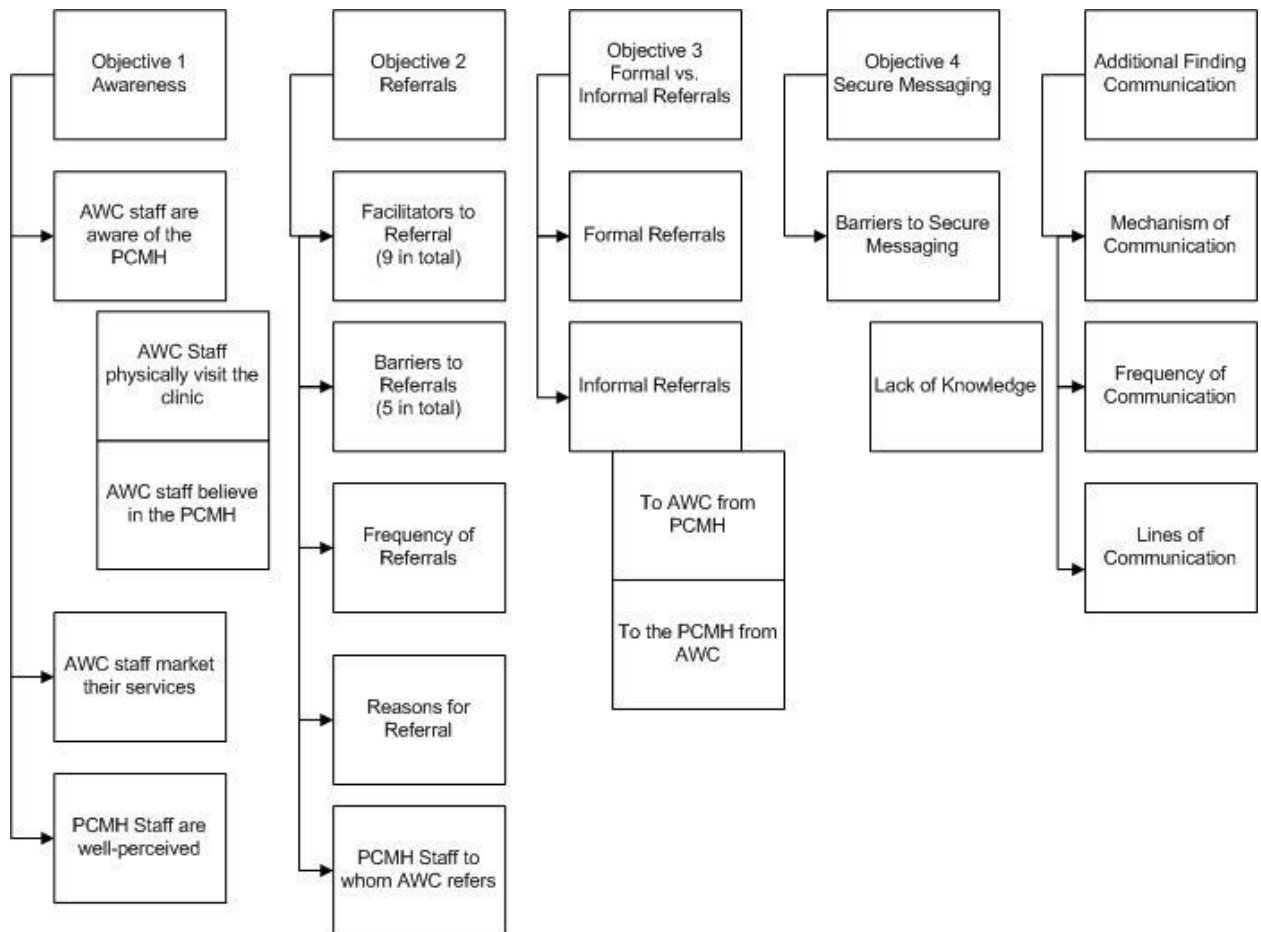 Objective 1
Awareness
AWC staff are
aware of the
PCMH
AWC Staff
physically visit the
clinic
AWC staff believe
in the PCMH
AWC staff market
their services
PCMH Staff are
well-perceived
Objective 2
Referrals
Facilitators to
Referral
(9 in total)
Barriers to
Referrals
(5 in total)
Frequency of
Referrals
Reasons for
Referral
PCMH Staff to
whom AWC refers
Objective 3
Formal vs.
Informal Referrals
Formal Referrals
Informal Referrals
To AWC from
PCMH
To the PCMH from
AWC
Objective 4
Secure Messaging
Barriers to Secure
Messaging
Lack of Knowledge
Additional Finding
Communication
Mechanism of
Communication
Frequency of
Communication
Lines of
Communication